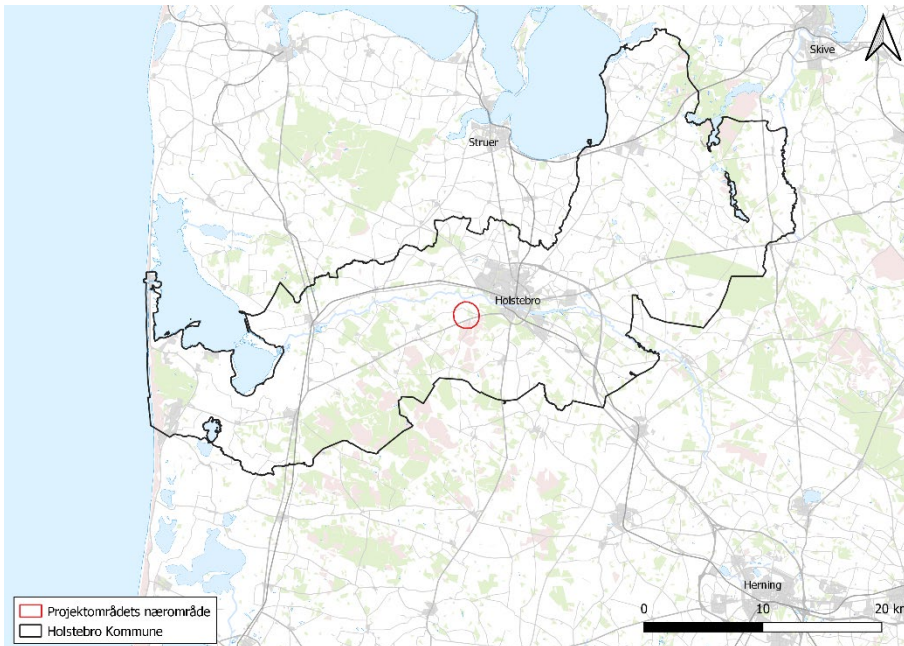 Skive
Struer
Holstebro
Herning
Projektområdets nærområde
Holstebro Kommune
0 10 20 km